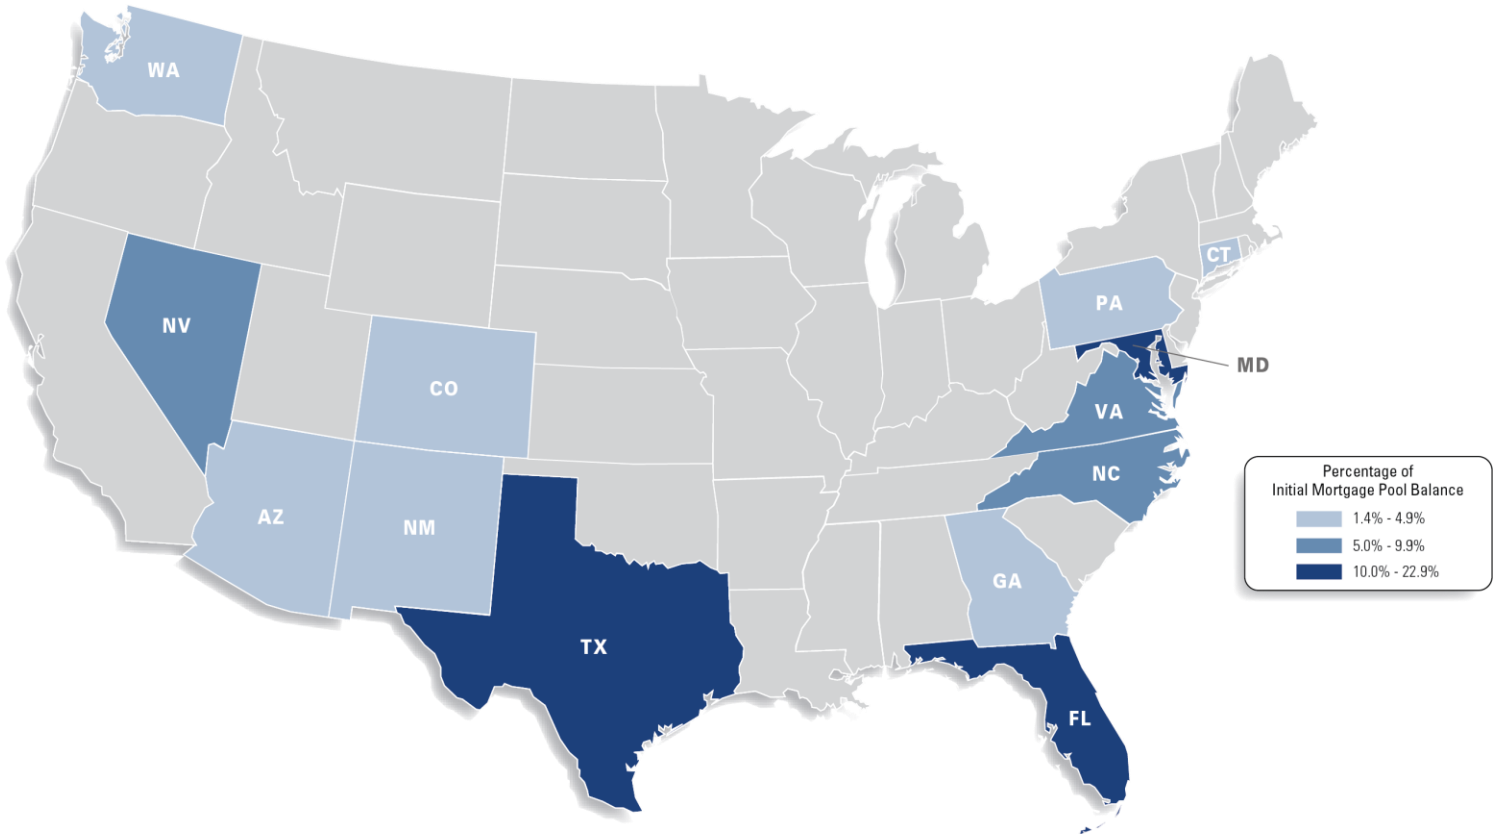 WA
CT
PA
NV
MD
CO
VA
NC
AZ
NM
GA
TX
FL
Percentage of
Initial Mortgage Pool Balance
1.4% - 4.9%
5.0% - 9.9%
10.0% - 22.9%